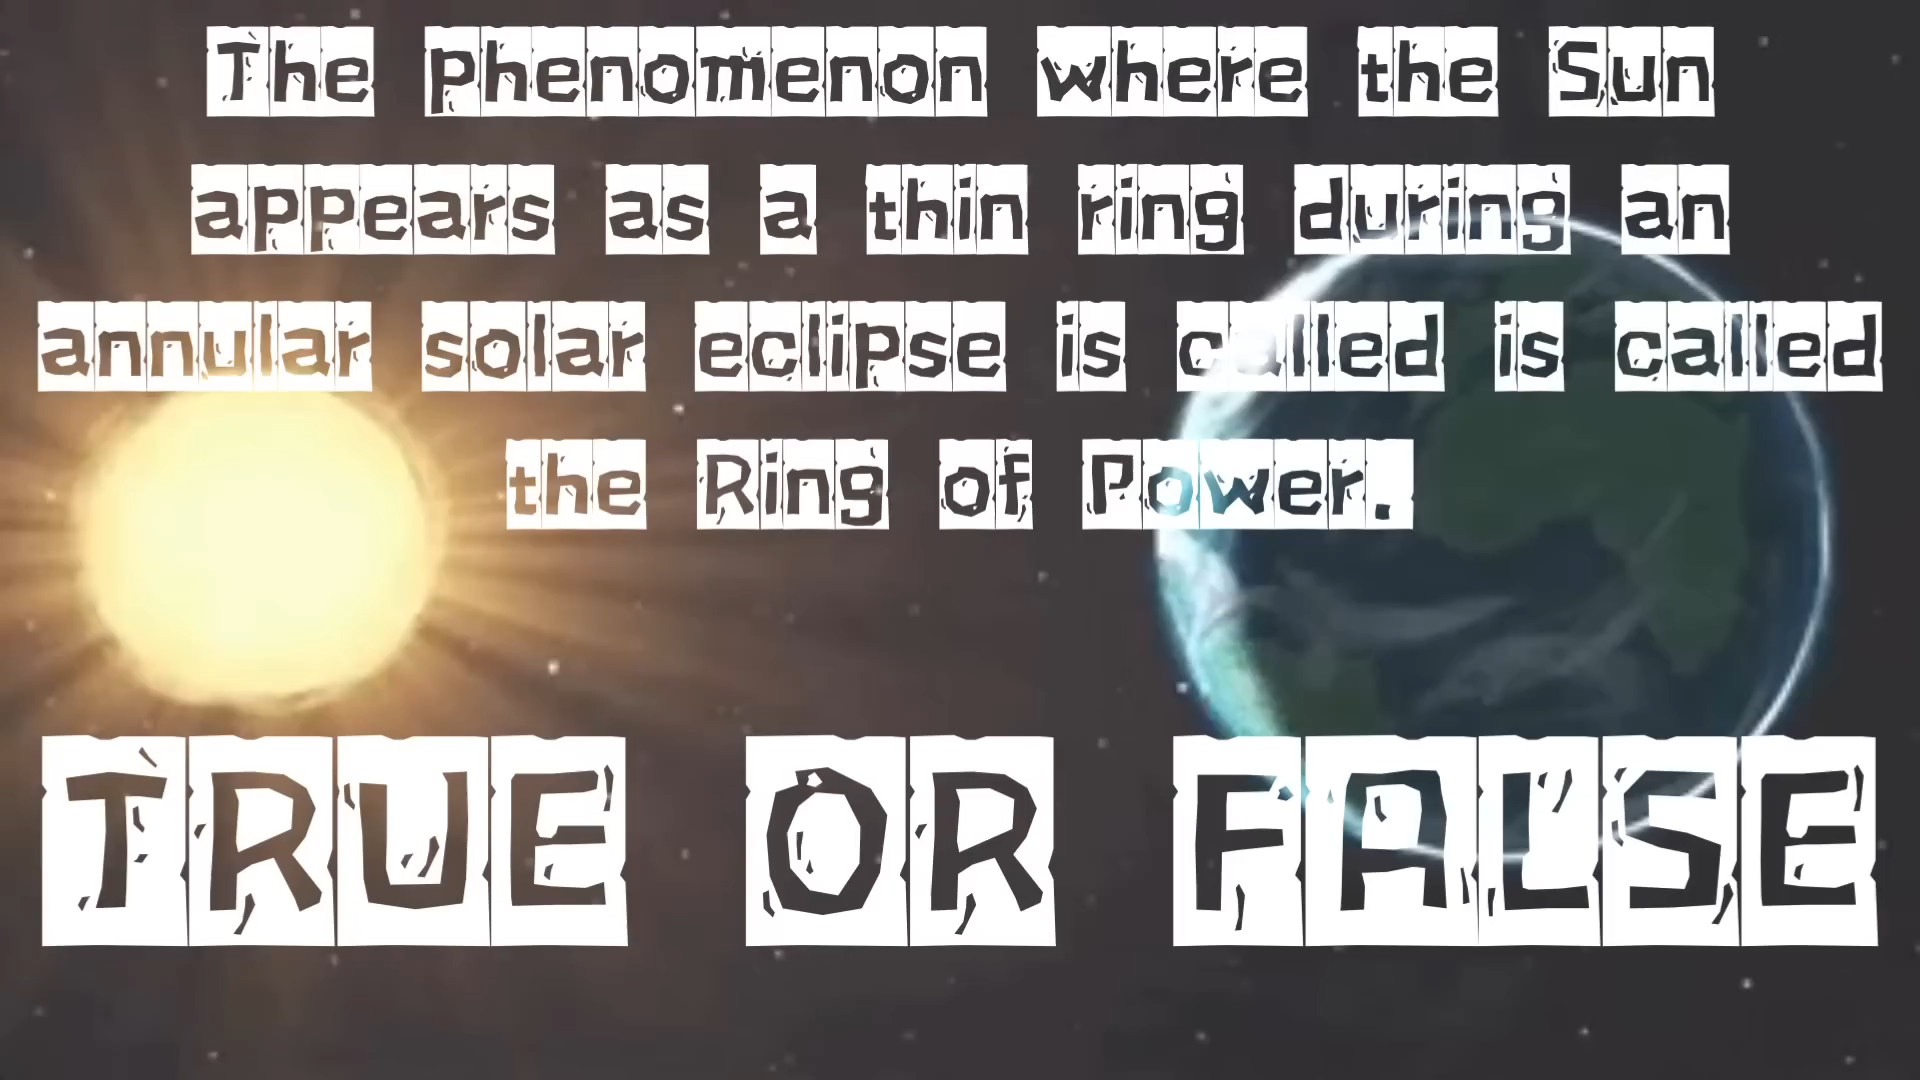 The phenomenon where the Sun
appears as a thin ring during an
annular solar eclipse is called is called
the Ring of Power.
TRUE OR FALSE